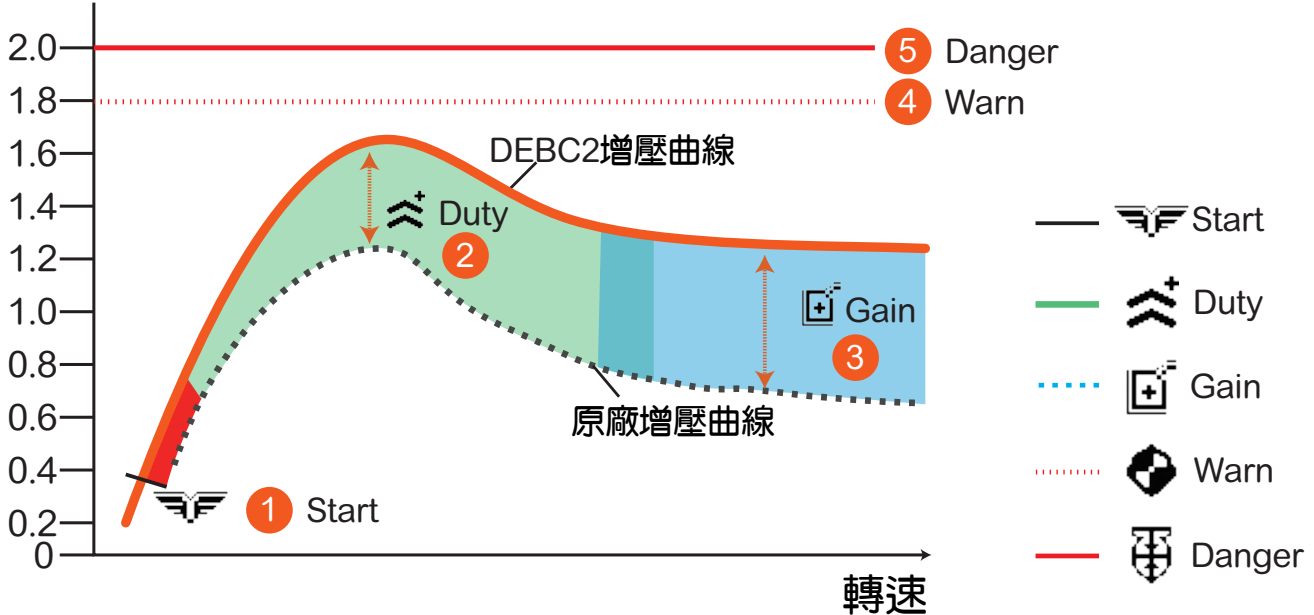 2.0
5 Danger
1.8
4 Warn
1.6
DEBC2增壓曲線
1.4
Duty
2
Start
1.2
1.0
Gain
3
Duty
0.8
Gain
0.6
原廠增壓曲線
0.4
Warn
0.2
1 Start
0
Danger
轉速